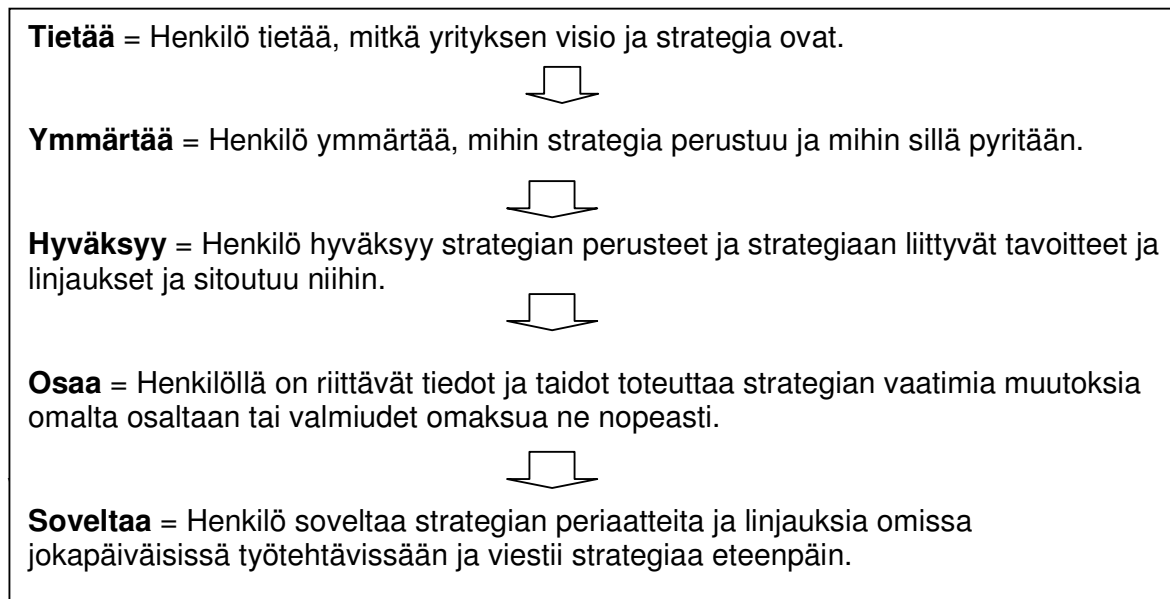 Tietää = Henkilö tietää, mitkä yrityksen visio ja strategia ovat.
Ymmärtää = Henkilö ymmärtää, mihin strategia perustuu ja mihin sillä pyritään.
Hyväksyy = Henkilö hyväksyy strategian perusteet ja strategiaan liittyvät tavoitteet ja
linjaukset ja sitoutuu niihin.
Osaa = Henkilöllä on riittävät tiedot ja taidot toteuttaa strategian vaatimia muutoksia
omalta osaltaan tai valmiudet omaksua ne nopeasti.
Soveltaa = Henkilö soveltaa strategian periaatteita ja linjauksia omissa
jokapäiväisissä työtehtävissään ja viestii strategiaa eteenpäin.